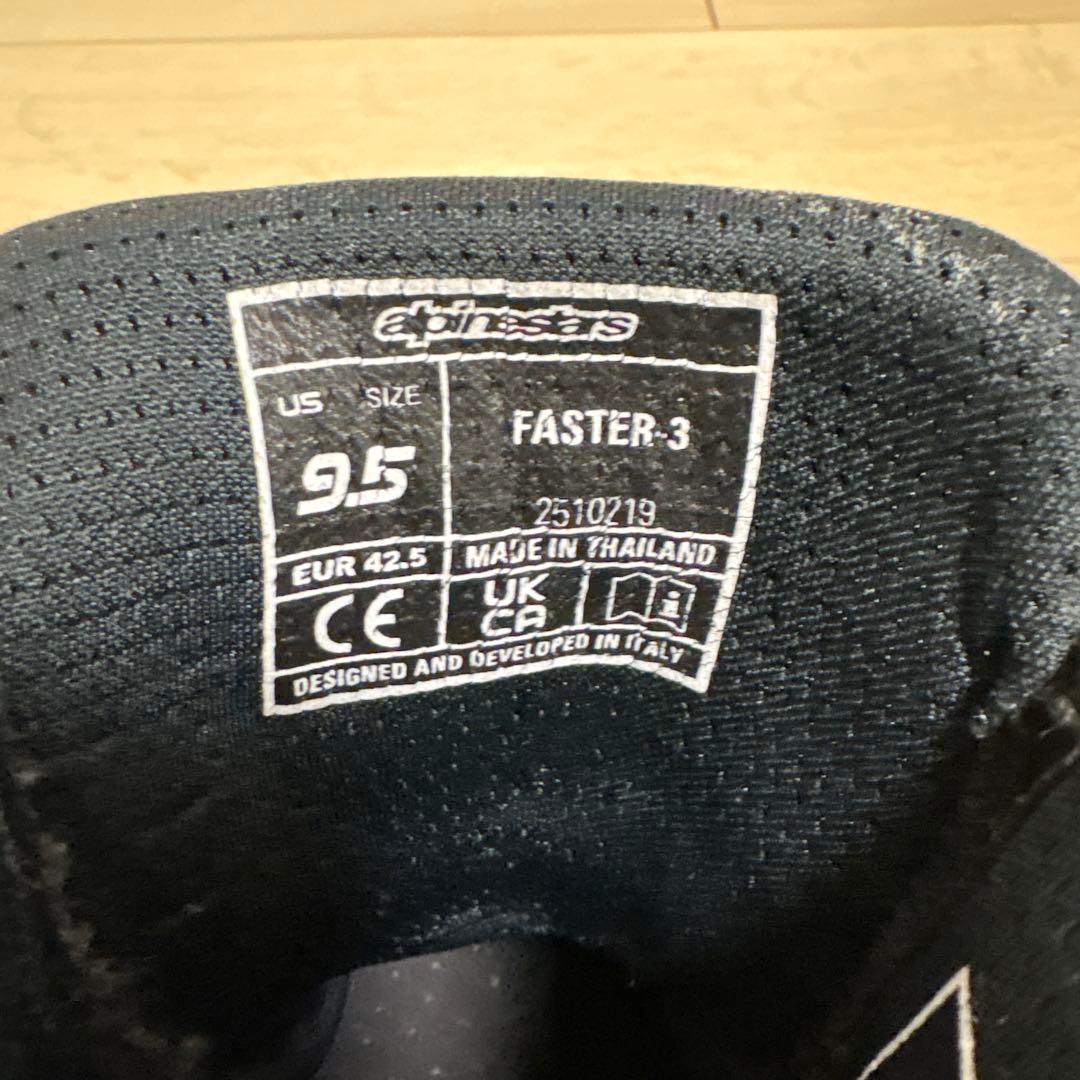 alpinestars
US SIZE
9.5
FASTER-3
2510219
EUR 42.5
MADE IN THAILAND
CE
UK
CA
i
DESIGNED AND DEVELOPED IN ITALY